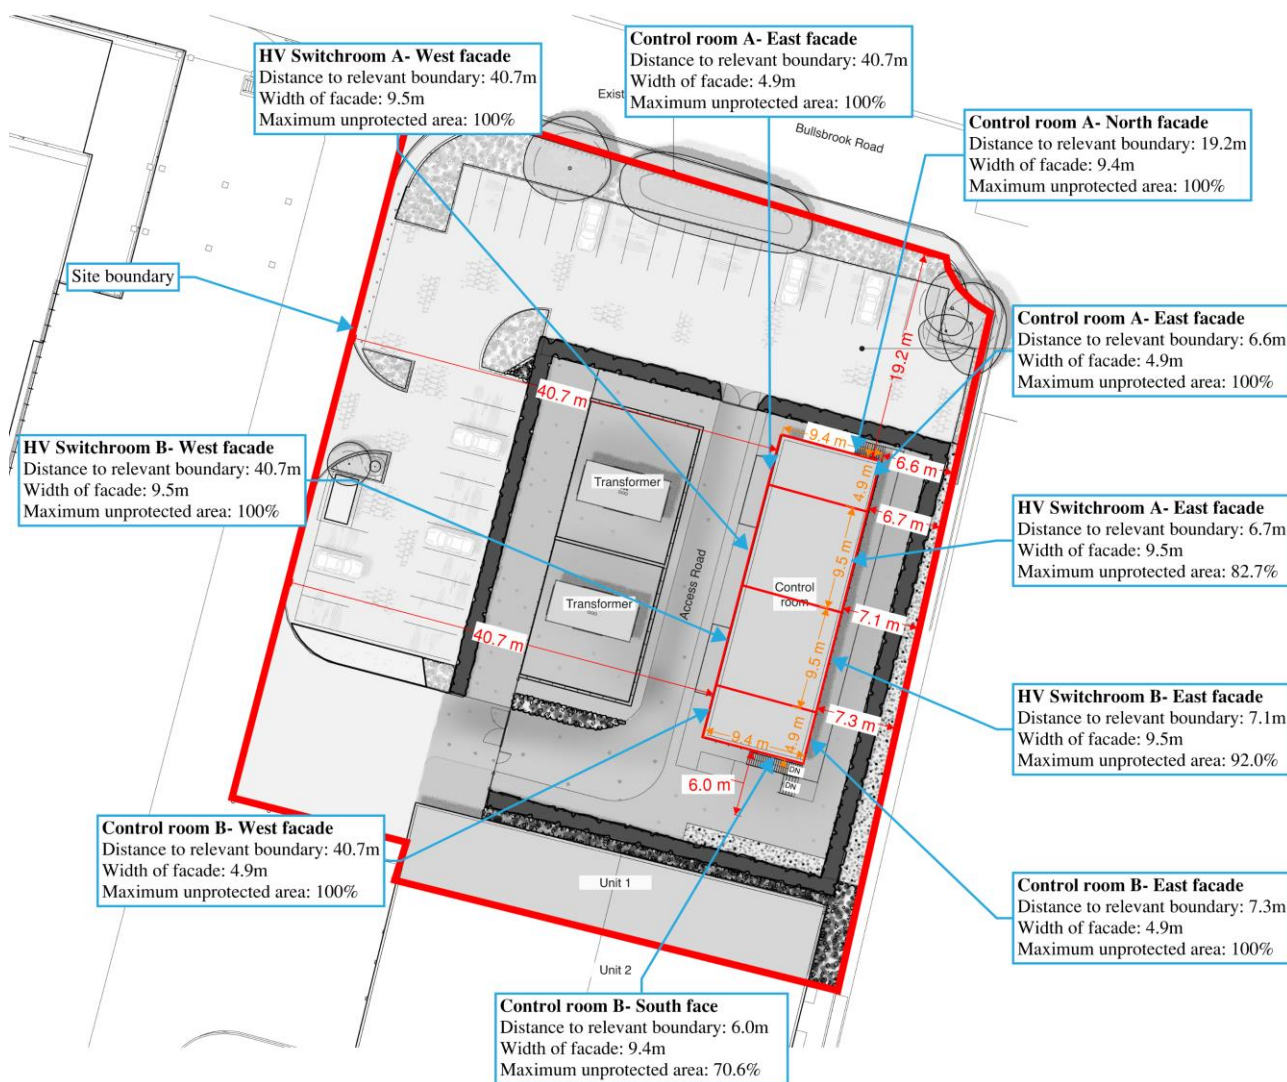 HV Switchroom A- West facade
Distance to relevant boundary: 40.7m
Width of facade: 9.5m
Maximum unprotected area: 100%
Control room A- East facade
Distance to relevant boundary: 40.7m
Width of facade: 4.9m
Maximum unprotected area: 100%
Exist
Bullsbrook Road
Control room A- North facade
Distance to relevant boundary: 19.2m
Width of facade: 9.4m
Maximum unprotected area: 100%
Site boundary
Control room A- East facade
Distance to relevant boundary: 6.6m
Width of facade: 4.9m
Maximum unprotected area: 100%
19.2 m
40.7 m
9.4 m
6.6 m
4.9 m
6.7 m
HV Switchroom B- West facade
Distance to relevant boundary: 40.7m
Width of facade: 9.5m
Maximum unprotected area: 100%
Transformer
HV Switchroom A- East facade
Distance to relevant boundary: 6.7m
Width of facade: 9.5m
Maximum unprotected area: 82.7%
9.5 m
Access Road
Control
room
Transformer
7.1 m
40.7 m
9.5 m
HV Switchroom B- East facade
Distance to relevant boundary: 7.1m
Width of facade: 9.5m
Maximum unprotected area: 92.0%
7.3 m
9.4 m
4.9 m
DN
DN
6.0 m
Control room B- West facade
Distance to relevant boundary: 40.7m
Width of facade: 4.9m
Maximum unprotected area: 100%
Unit 1
Control room B- East facade
Distance to relevant boundary: 7.3m
Width of facade: 4.9m
Maximum unprotected area: 100%
Unit 2
Control room B- South face
Distance to relevant boundary: 6.0m
Width of facade: 9.4m
Maximum unprotected area: 70.6%